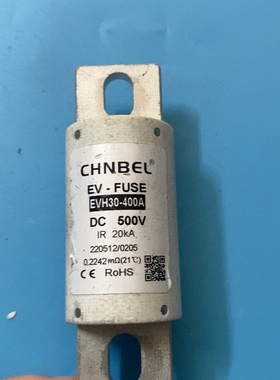 CHNBEL®
EV - FUSE
EVH30-400A
DC 500V
IR 20kA
220512/0205
0.2242mΩ(21℃)
CE RoHS